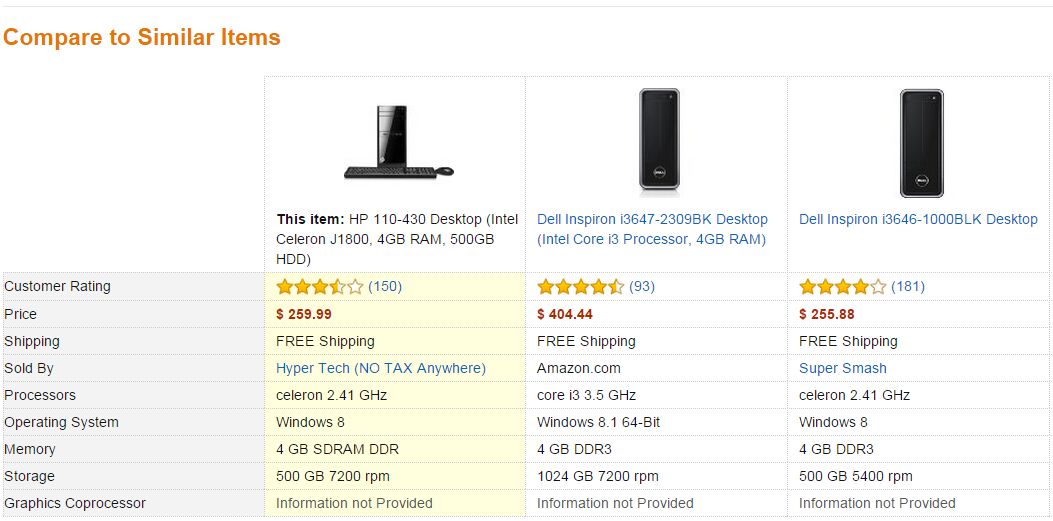 Compare to Similar Items
This item: HP 110-430 Desktop (Intel
Celeron J1800, 4GB RAM, 500GB
HDD)
Dell Inspiron i3647-2309BK Desktop
(Intel Core i3 Processor, 4GB RAM)
Dell Inspiron i3646-1000BLK Desktop
Customer Rating (150) (93) (181)
Price $ 259.99 $ 404.44 $ 255.88
Shipping FREE Shipping FREE Shipping FREE Shipping
Sold By Hyper Tech (NO TAX Anywhere) Amazon.com Super Smash
Processors celeron 2.41 GHz core i3 3.5 GHz celeron 2.41 GHz
Operating System Windows 8 Windows 8.1 64-Bit Windows 8
Memory 4 GB SDRAM DDR 4 GB DDR3 4 GB DDR3
Storage 500 GB 7200 rpm 1024 GB 7200 rpm 500 GB 5400 rpm
Graphics Coprocessor Information not Provided Information not Provided Information not Provided